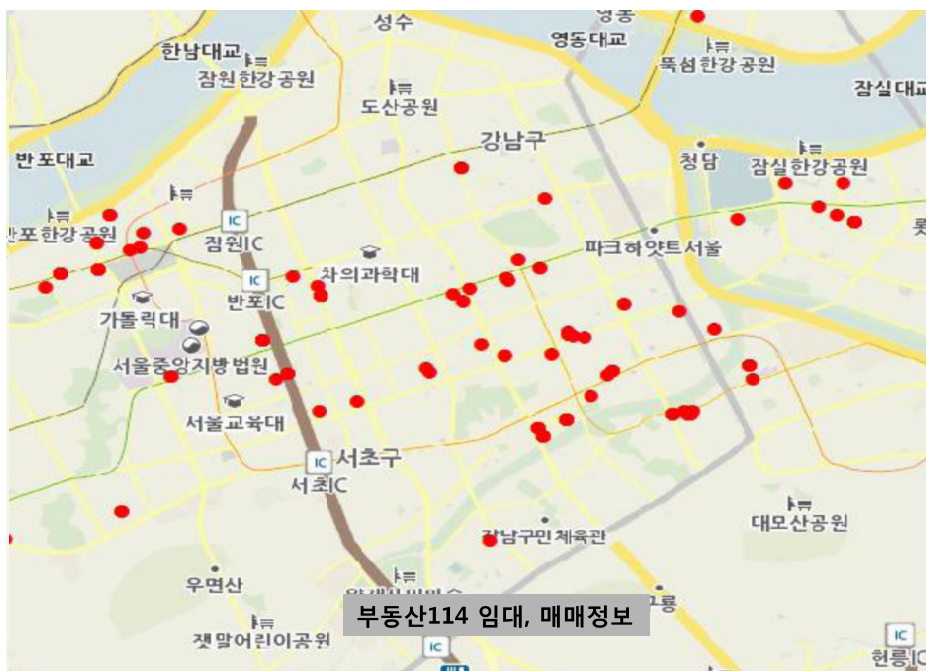 성수
영동
영동대교
한남대교
잠원한강공원
뚝섬한강공원
도산공원
잠실대교
강남구
반포대교
청담
잠실한강공원
반포한강공원
IC
잠원IC
파크하얏트서울
롯
차의과학대
IC
반포IC
가톨릭대
서울중앙지방법원
서울교육대
서초구
IC
서초IC
대모산공원
강남구민체육관
우면산
구룡
부동산114 임대, 매매정보
잿말어린이공원
IC
IC
헌릉IC